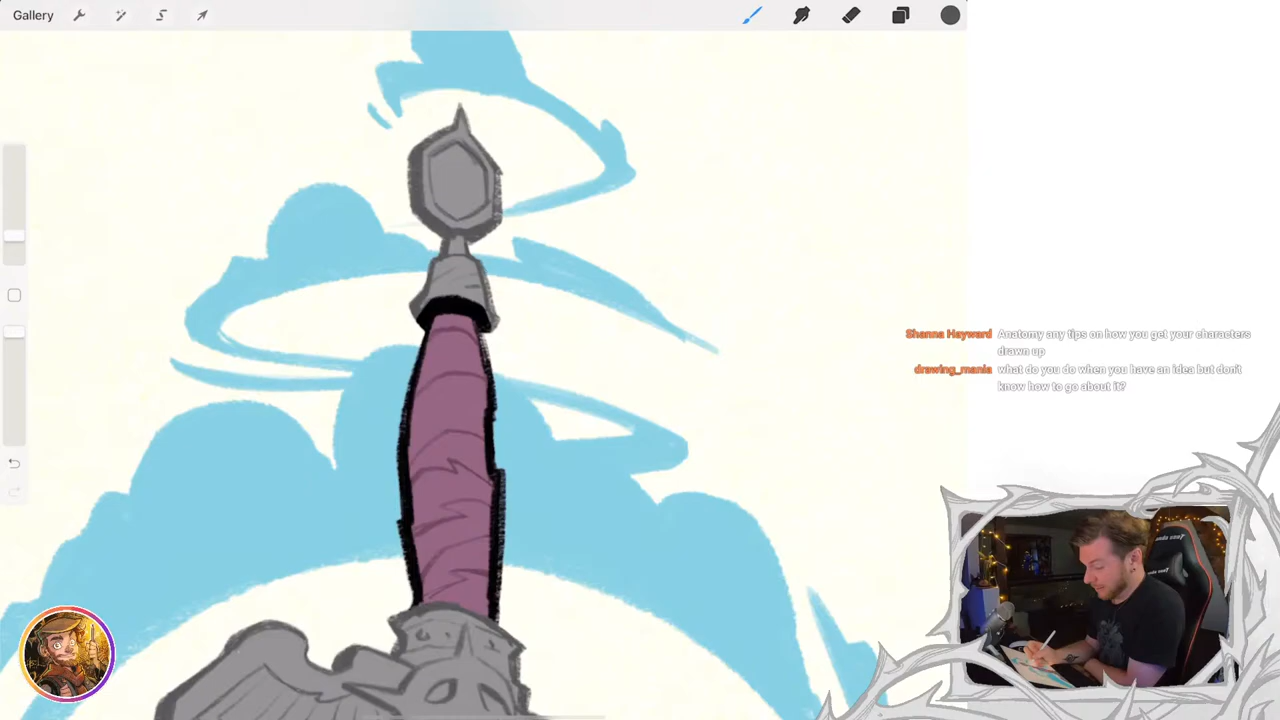 Gallery
Shanna Hayward Anatomy any tips on how you get your characters
drawn up
drawing_mania what do you do when you have an idea but don't
know how to go about it?